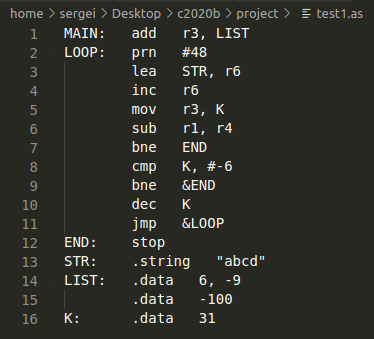 home > sergei > Desktop > c2020b > project > test1.as
1 MAIN: add r3, LIST
2 LOOP: prn #48
3 lea STR, r6
4 inc r6
5 mov r3, K
6 sub r1, r4
7 bne END
8 cmp K, #-6
9 bne &END
10 dec K
11 jmp &LOOP
12 END: stop
13 STR: .string "abcd"
14 LIST: .data 6, -9
15 .data -100
16 K: .data 31